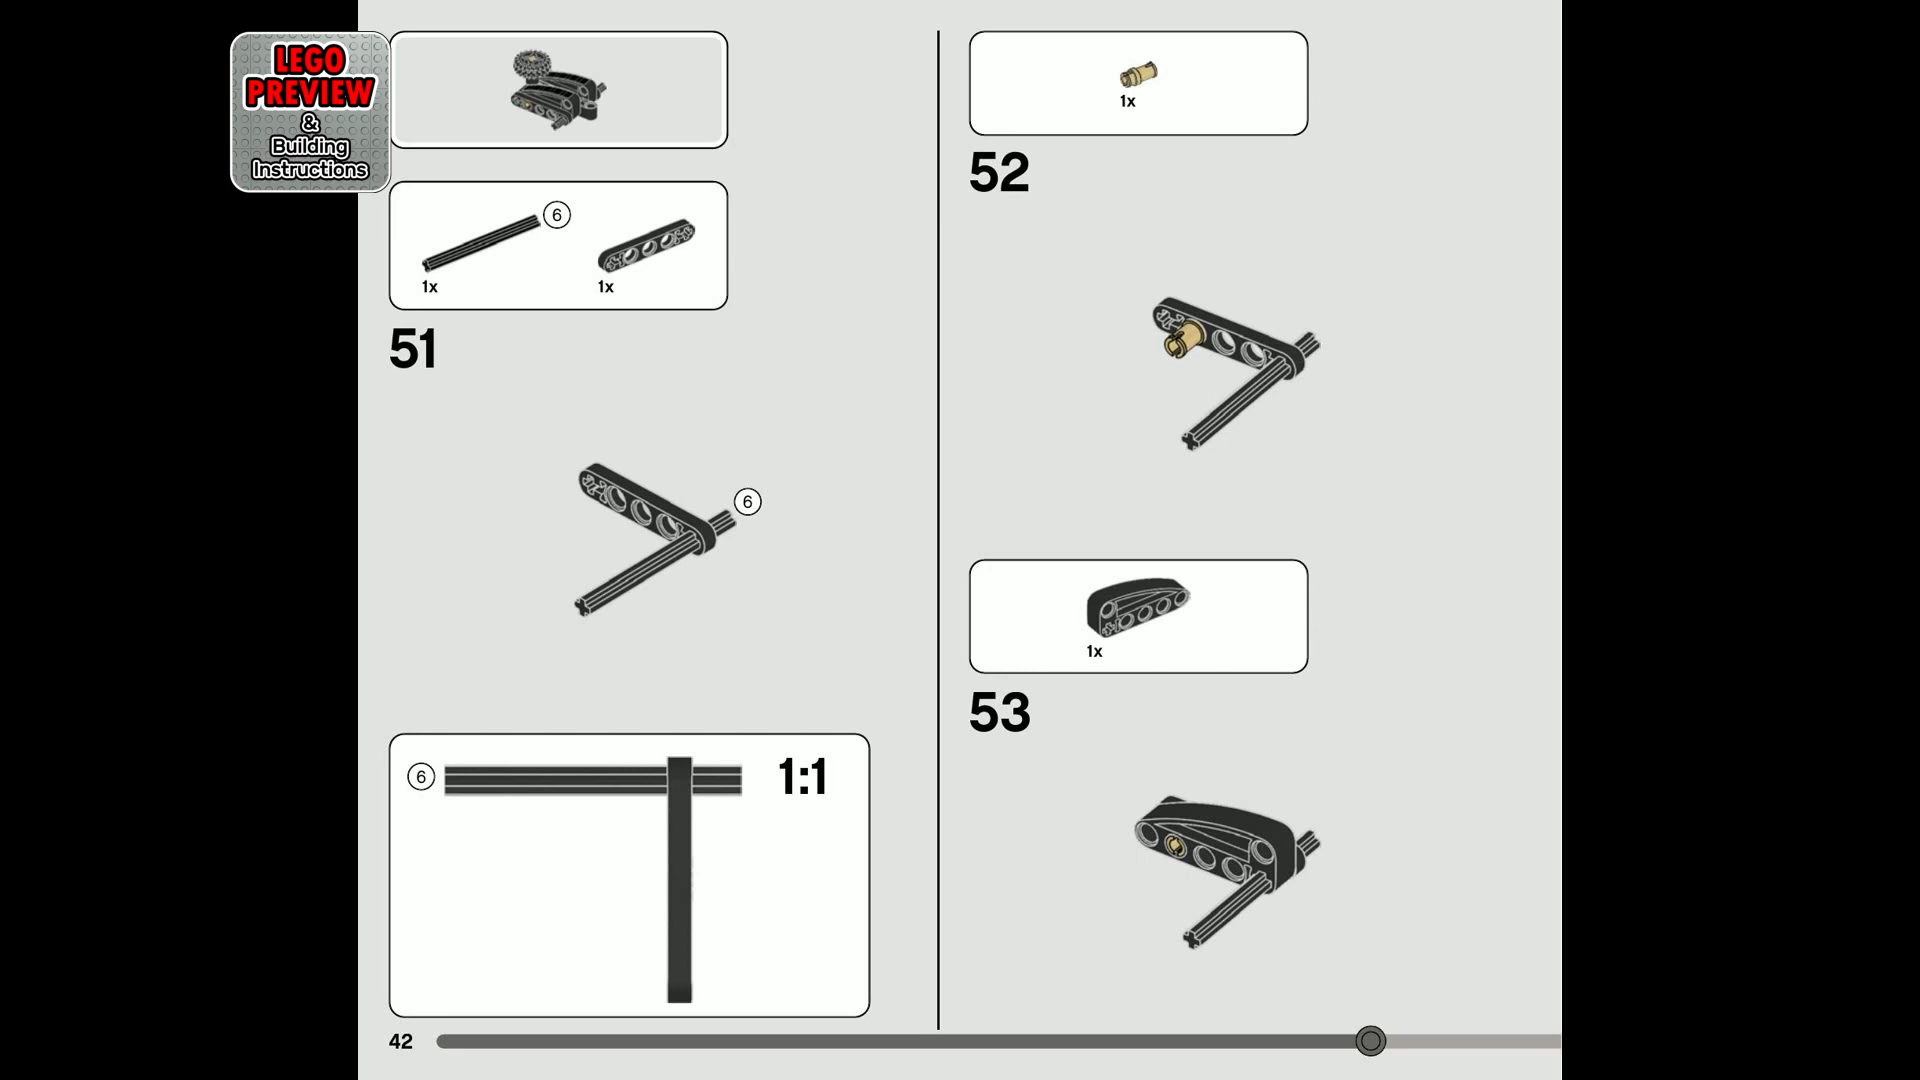 LEGO
PREVIEW
&
Building
Instructions
6
1x
1x
51
6
6
1:1
1x
52
1x
53
42